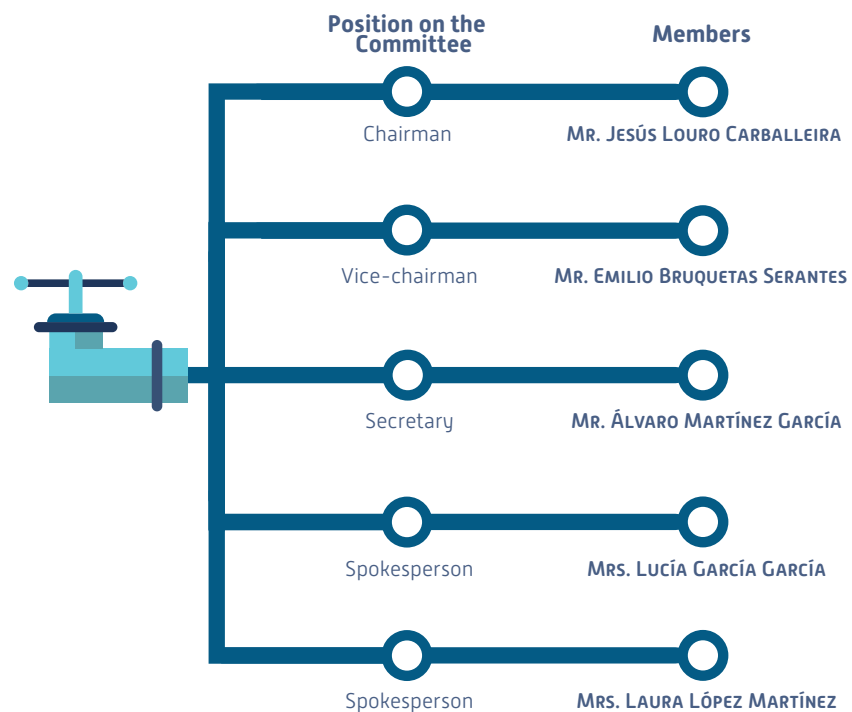 Position on the
Committee
Members
Chairman
Mr. Jesús Louro Carballeira
Vice-chairman
Mr. Emilio Bruquetas Serantes
Secretary
Mr. Álvaro Martínez García
Spokesperson
Mrs. Lucía García García
Spokesperson
Mrs. Laura López Martínez